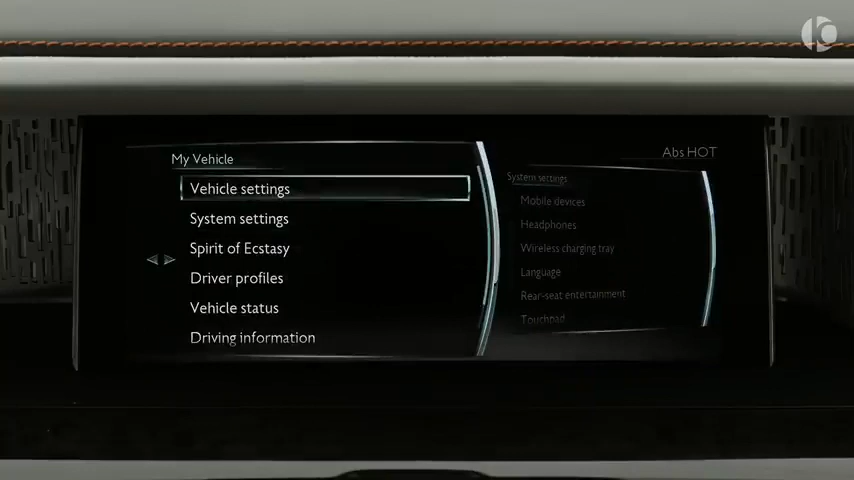 My Vehicle
Vehicle settings
System settings
Spirit of Ecstasy
Driver profiles
Vehicle status
Driving information
Abs HOT
System settings
Mobile devices
Headphones
Wireless charging tray
Language
Rear-seat entertainment
Touchpad